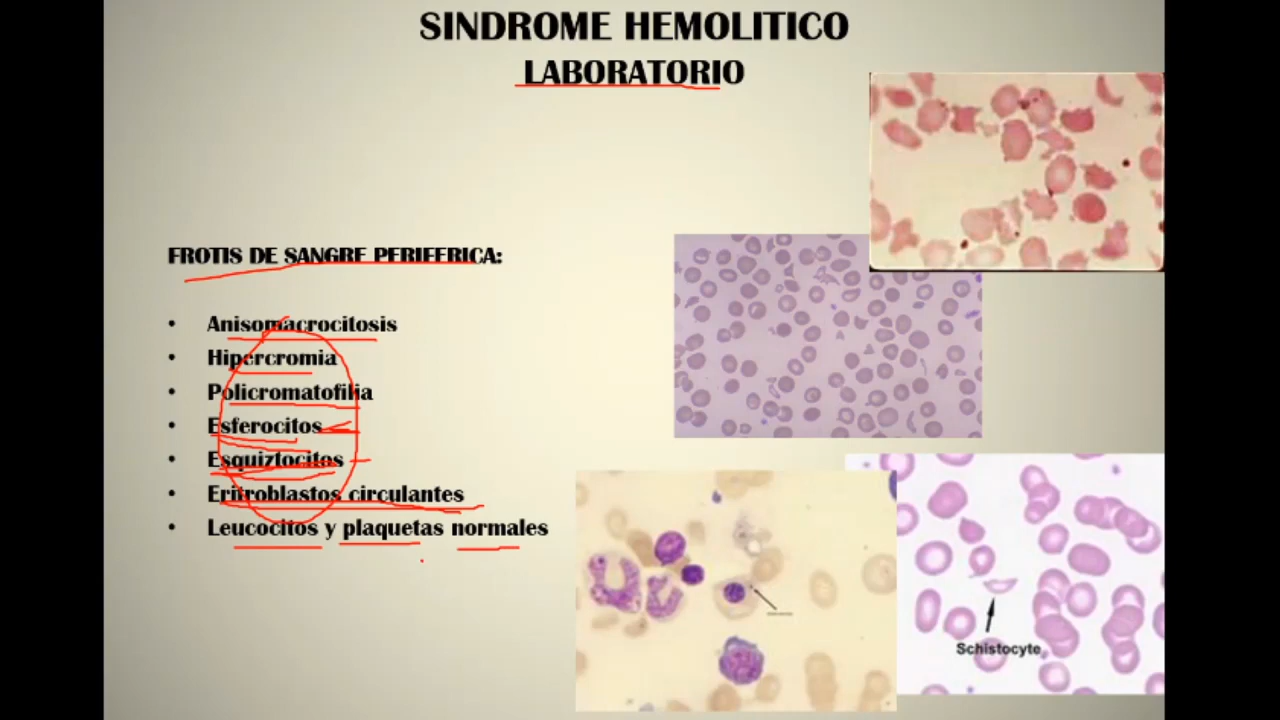 SINDROME HEMOLITICO
LABORATORIO
FROTIS DE SANGRE PERIFERICA:
• Anisomacrocitosis
• Hipercromia
• Policromatofilia
• Esferocitos
• Esquiztocitos
• Eritroblastos circulantes
• Leucocitos y plaquetas normales
Schistocyte